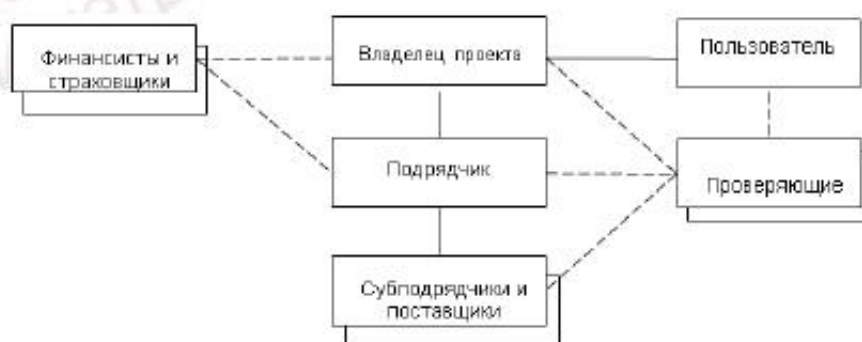 Финансисты и
страховщики
Владелец проекта
Пользователь
Подрядчик
Проверяющие
Субподрядчики и
поставщики